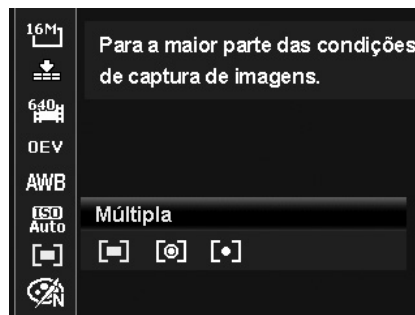 16M
Para a maior parte das condições
de captura de imagens.
640
0EV
AWB
ISO
Auto
Múltipla
N